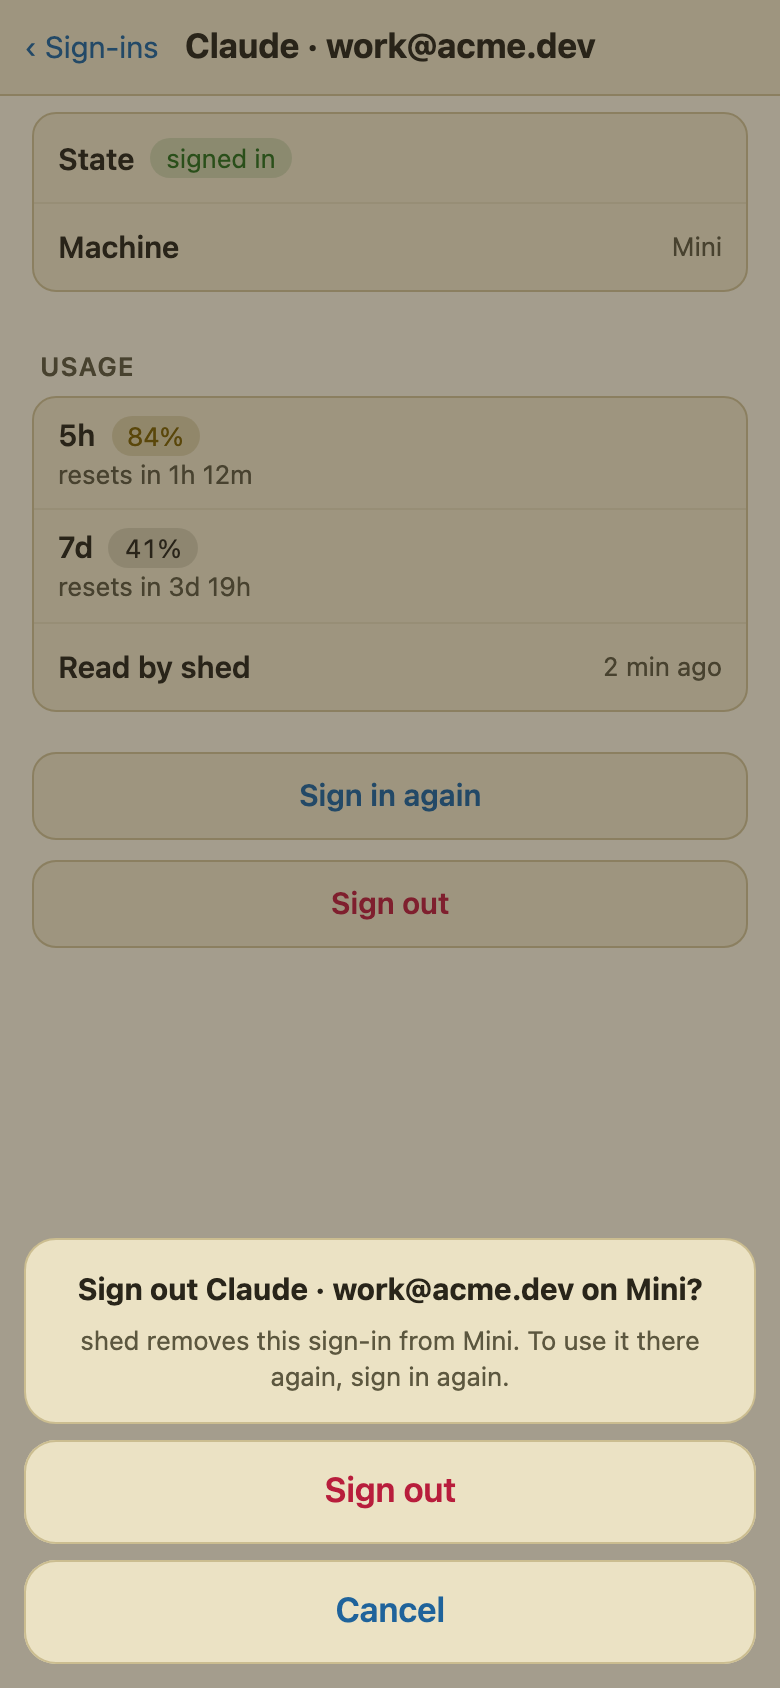 ‹ Sign-ins Claude · work@acme.dev
State signed in
Machine Mini
USAGE
5h 84%
resets in 1h 12m
7d 41%
resets in 3d 19h
Read by shed 2 min ago
Sign in again
Sign out
Sign out Claude · work@acme.dev on Mini?
shed removes this sign-in from Mini. To use it there
again, sign in again.
Sign out
Cancel